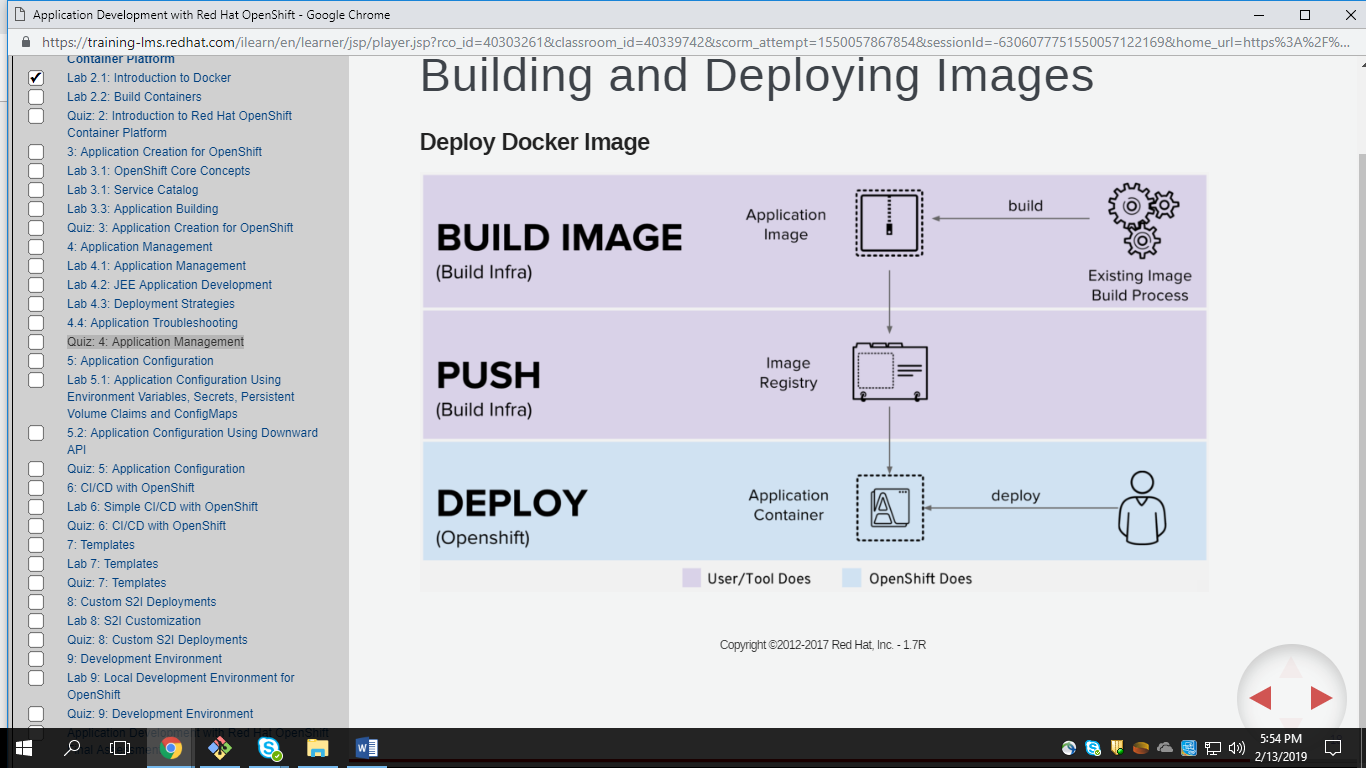 Application Development with Red Hat OpenShift - Google Chrome
https://training-lms.redhat.com/ilearn/en/learner/jsp/player.jsp?rco_id=40303261&classroom_id=40339742&scorm_attempt=1550057867854&sessionId=-6306077751550057122169&home_url=https%3A%2F%...
Container Platform
Lab 2.1: Introduction to Docker
Lab 2.2: Build Containers
Quiz: 2: Introduction to Red Hat OpenShift
Container Platform
3: Application Creation for OpenShift
Lab 3.1: OpenShift Core Concepts
Lab 3.1: Service Catalog
Lab 3.3: Application Building
Quiz: 3: Application Creation for OpenShift
4: Application Management
Lab 4.1: Application Management
Lab 4.2: JEE Application Development
Lab 4.3: Deployment Strategies
4.4: Application Troubleshooting
Quiz: 4: Application Management
5: Application Configuration
Lab 5.1: Application Configuration Using
Environment Variables, Secrets, Persistent
Volume Claims and ConfigMaps
5.2: Application Configuration Using Downward
API
Quiz: 5: Application Configuration
6: CI/CD with OpenShift
Lab 6: Simple CI/CD with OpenShift
Quiz: 6: CI/CD with OpenShift
7: Templates
Lab 7: Templates
Quiz: 7: Templates
8: Custom S2I Deployments
Lab 8: S2I Customization
Quiz: 8: Custom S2I Deployments
9: Development Environment
Lab 9: Local Development Environment for
OpenShift
Quiz: 9: Development Environment
Application Development with Red Hat OpenShift
Building and Deploying Images
Deploy Docker Image
BUILD IMAGE
(Build Infra)
Application
Image
build
Existing Image
Build Process
PUSH
(Build Infra)
Image
Registry
DEPLOY
(Openshift)
Application
Container
deploy
User/Tool Does
OpenShift Does
Copyright ©2012-2017 Red Hat, Inc. - 1.7R
5:54 PM
2/13/2019